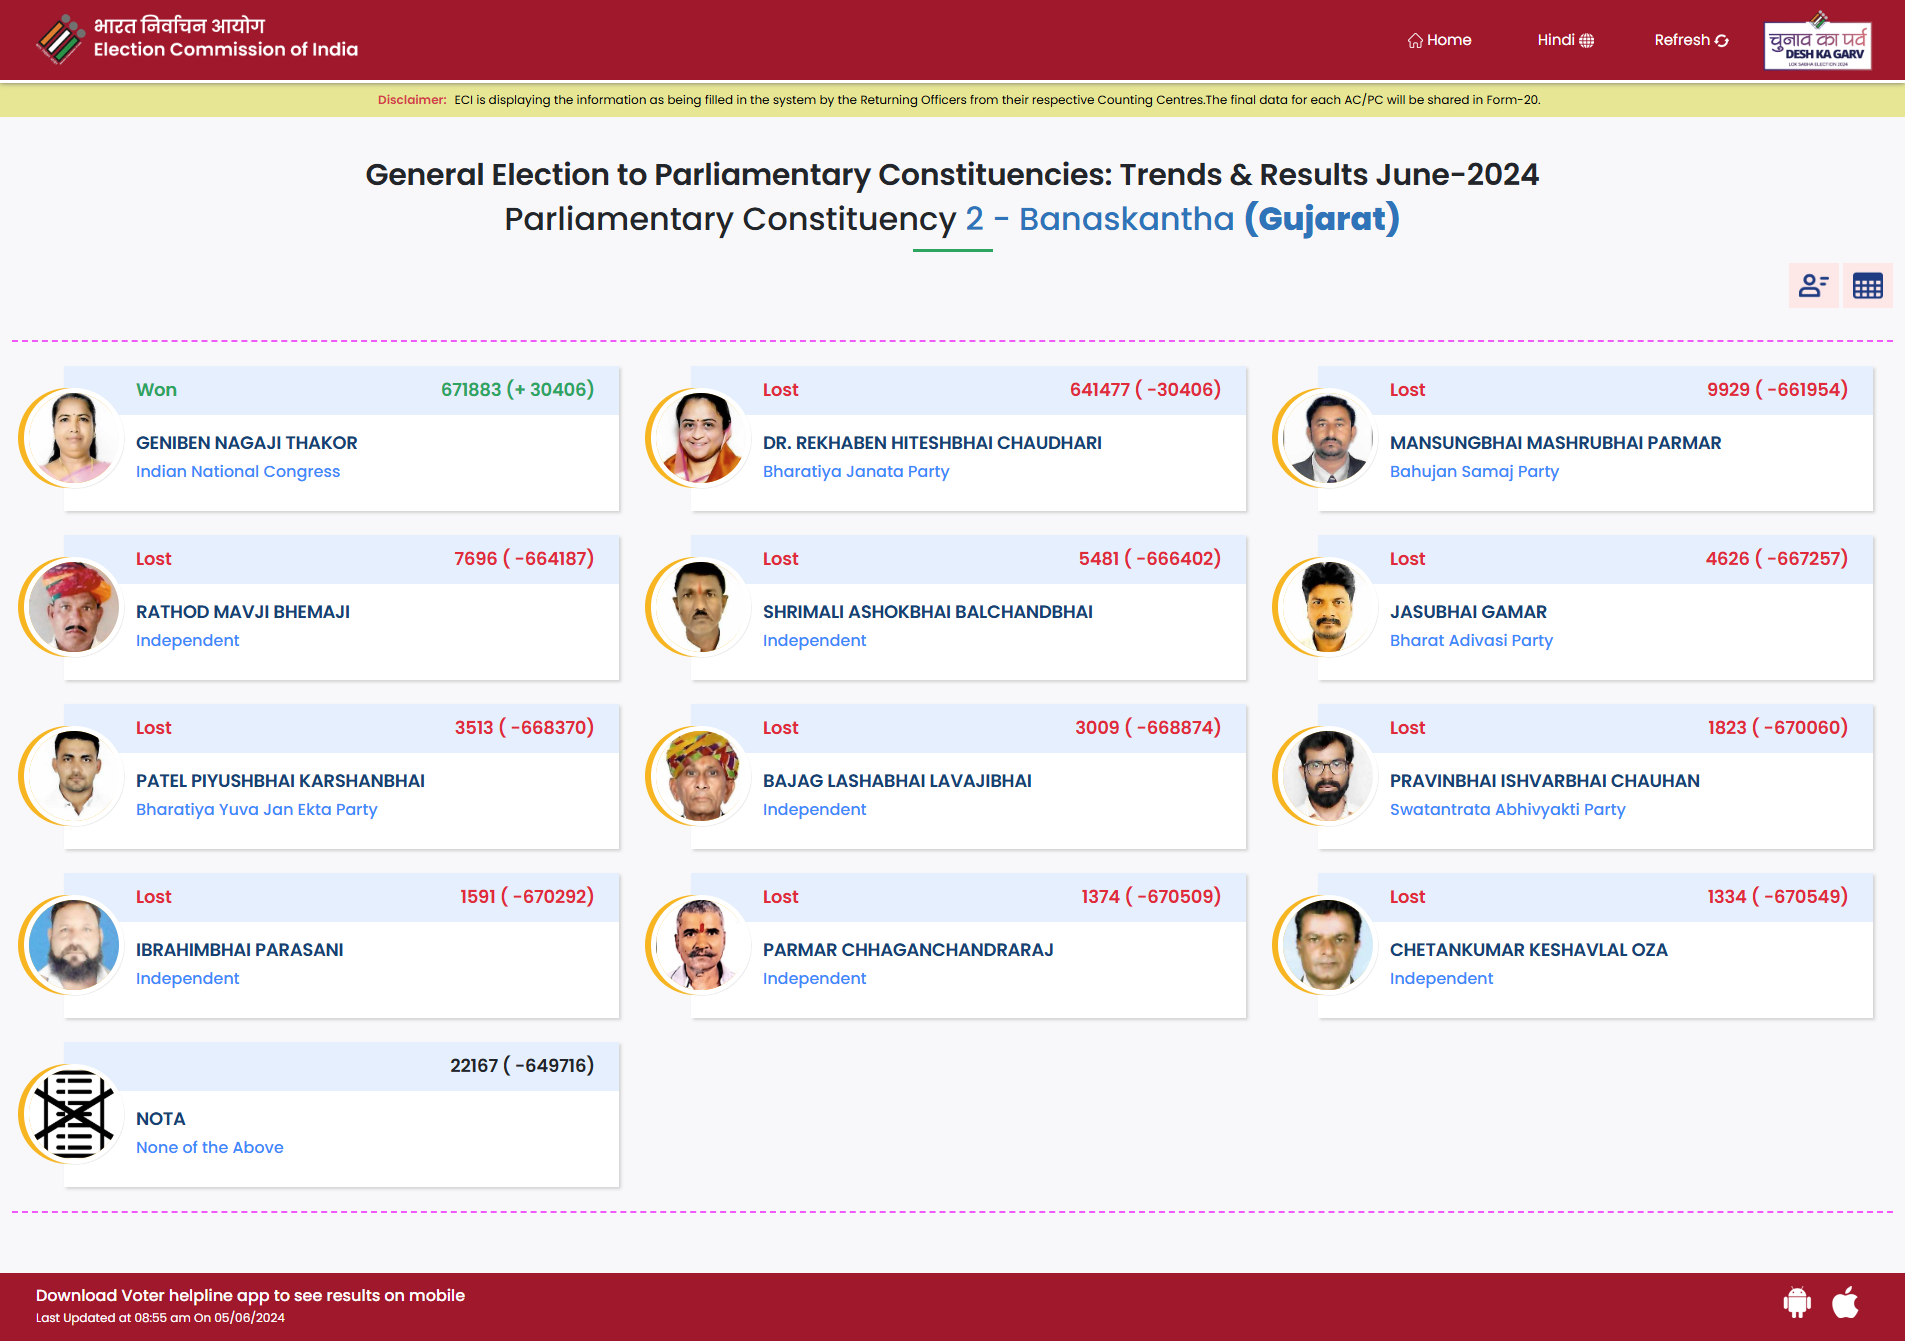 भारत निर्वाचन आयोग
Election Commission of India
Home
Hindi
Refresh
चुनाव का पर्व
DESH KA GARV
LOK SABHA ELECTION 2024
Disclaimer: ECI is displaying the information as being filled in the system by the Returning Officers from their respective Counting Centres.The final data for each AC/PC will be shared in Form-20.
General Election to Parliamentary Constituencies: Trends & Results June-2024
Parliamentary Constituency 2 - Banaskantha (Gujarat)
Won 671883 (+ 30406)
GENIBEN NAGAJI THAKOR
Indian National Congress
Lost 641477 ( -30406)
DR. REKHABEN HITESHBHAI CHAUDHARI
Bharatiya Janata Party
Lost 9929 ( -661954)
MANSUNGBHAI MASHRUBHAI PARMAR
Bahujan Samaj Party
Lost 7696 ( -664187)
RATHOD MAVJI BHEMAJI
Independent
Lost 5481 ( -666402)
SHRIMALI ASHOKBHAI BALCHANDBHAI
Independent
Lost 4626 ( -667257)
JASUBHAI GAMAR
Bharat Adivasi Party
Lost 3513 ( -668370)
PATEL PIYUSHBHAI KARSHANBHAI
Bharatiya Yuva Jan Ekta Party
Lost 3009 ( -668874)
BAJAG LASHABHAI LAVAJIBHAI
Independent
Lost 1823 ( -670060)
PRAVINBHAI ISHVARBHAI CHAUHAN
Swatantrata Abhivyakti Party
Lost 1591 ( -670292)
IBRAHIMBHAI PARASANI
Independent
Lost 1374 ( -670509)
PARMAR CHHAGANCHANDRARAJ
Independent
Lost 1334 ( -670549)
CHETANKUMAR KESHAVLAL OZA
Independent
22167 ( -649716)
NOTA
None of the Above
Download Voter helpline app to see results on mobile
Last Updated at 08:55 am On 05/06/2024